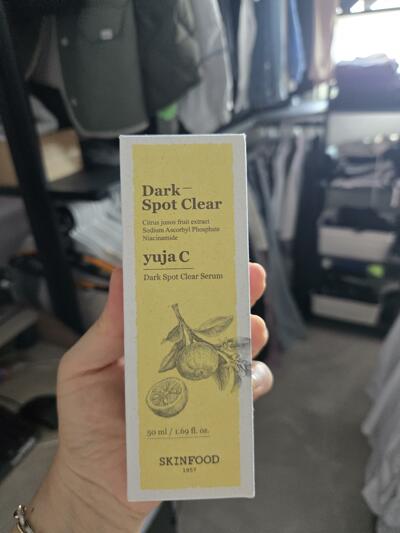 Dark —
Spot Clear
Citrus junos fruit extract
Sodium Ascorbyl Phosphate
Niacinamide
yuja C
Dark Spot Clear Serum
50 ml / 1.69 fl. oz.
SKINFOOD
1957